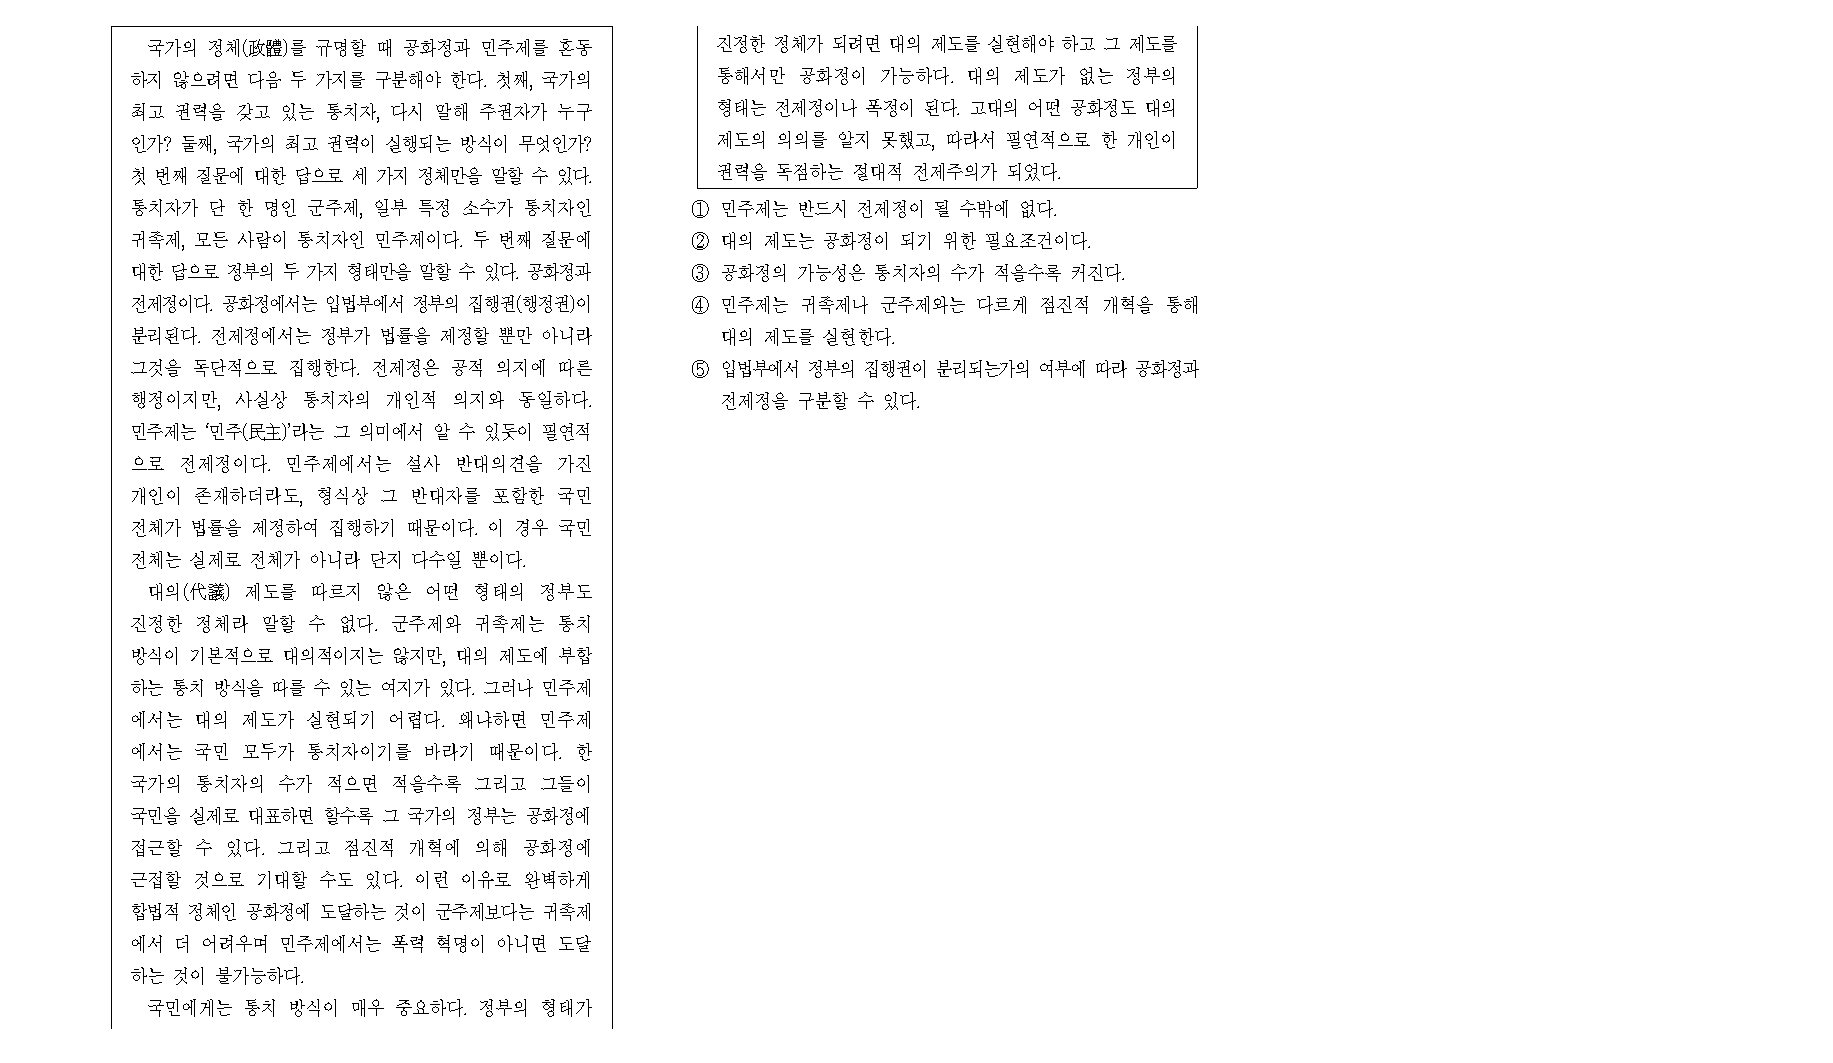 국가의 정체(政體)를 규명할 때 공화정과 민주제를 혼동
하지 않으려면 다음 두 가지를 구분해야 한다. 첫째, 국가의
최고 권력을 갖고 있는 통치자, 다시 말해 주권자가 누구
인가? 둘째, 국가의 최고 권력이 실행되는 방식이 무엇인가?
첫 번째 질문에 대한 답으로 세 가지 정체만을 말할 수 있다.
통치자가 단 한 명인 군주제, 일부 특정 소수가 통치자인
귀족제, 모든 사람이 통치자인 민주제이다. 두 번째 질문에
대한 답으로 정부의 두 가지 형태만을 말할 수 있다. 공화정과
전제정이다. 공화정에서는 입법부에서 정부의 집행권(행정권)이
분리된다. 전제정에서는 정부가 법률을 제정할 뿐만 아니라
그것을 독단적으로 집행한다. 전제정은 공적 의지에 따른
행정이지만, 사실상 통치자의 개인적 의지와 동일하다.
민주제는 ‘민주(民主)’라는 그 의미에서 알 수 있듯이 필연적
으로 전제정이다. 민주제에서는 설사 반대의견을 가진
개인이 존재하더라도, 형식상 그 반대자를 포함한 국민
전체가 법률을 제정하여 집행하기 때문이다. 이 경우 국민
전체는 실제로 전체가 아니라 단지 다수일 뿐이다.
대의(代議) 제도를 따르지 않은 어떤 형태의 정부도
진정한 정체라 말할 수 없다. 군주제와 귀족제는 통치
방식이 기본적으로 대의적이지는 않지만, 대의 제도에 부합
하는 통치 방식을 따를 수 있는 여지가 있다. 그러나 민주제
에서는 대의 제도가 실현되기 어렵다. 왜냐하면 민주제
에서는 국민 모두가 통치자이기를 바라기 때문이다. 한
국가의 통치자의 수가 적으면 적을수록 그리고 그들이
국민을 실제로 대표하면 할수록 그 국가의 정부는 공화정에
접근할 수 있다. 그리고 점진적 개혁에 의해 공화정에
근접할 것으로 기대할 수도 있다. 이런 이유로 완벽하게
합법적 정체인 공화정에 도달하는 것이 군주제보다는 귀족제
에서 더 어려우며 민주제에서는 폭력 혁명이 아니면 도달
하는 것이 불가능하다.
국민에게는 통치 방식이 매우 중요하다. 정부의 형태가
진정한 정체가 되려면 대의 제도를 실현해야 하고 그 제도를
통해서만 공화정이 가능하다. 대의 제도가 없는 정부의
형태는 전제정이나 폭정이 된다. 고대의 어떤 공화정도 대의
제도의 의의를 알지 못했고, 따라서 필연적으로 한 개인이
권력을 독점하는 절대적 전제주의가 되었다.
① 민주제는 반드시 전제정이 될 수밖에 없다.
② 대의 제도는 공화정이 되기 위한 필요조건이다.
③ 공화정의 가능성은 통치자의 수가 적을수록 커진다.
④ 민주제는 귀족제나 군주제와는 다르게 점진적 개혁을 통해
대의 제도를 실현한다.
⑤ 입법부에서 정부의 집행권이 분리되는가의 여부에 따라 공화정과
전제정을 구분할 수 있다.